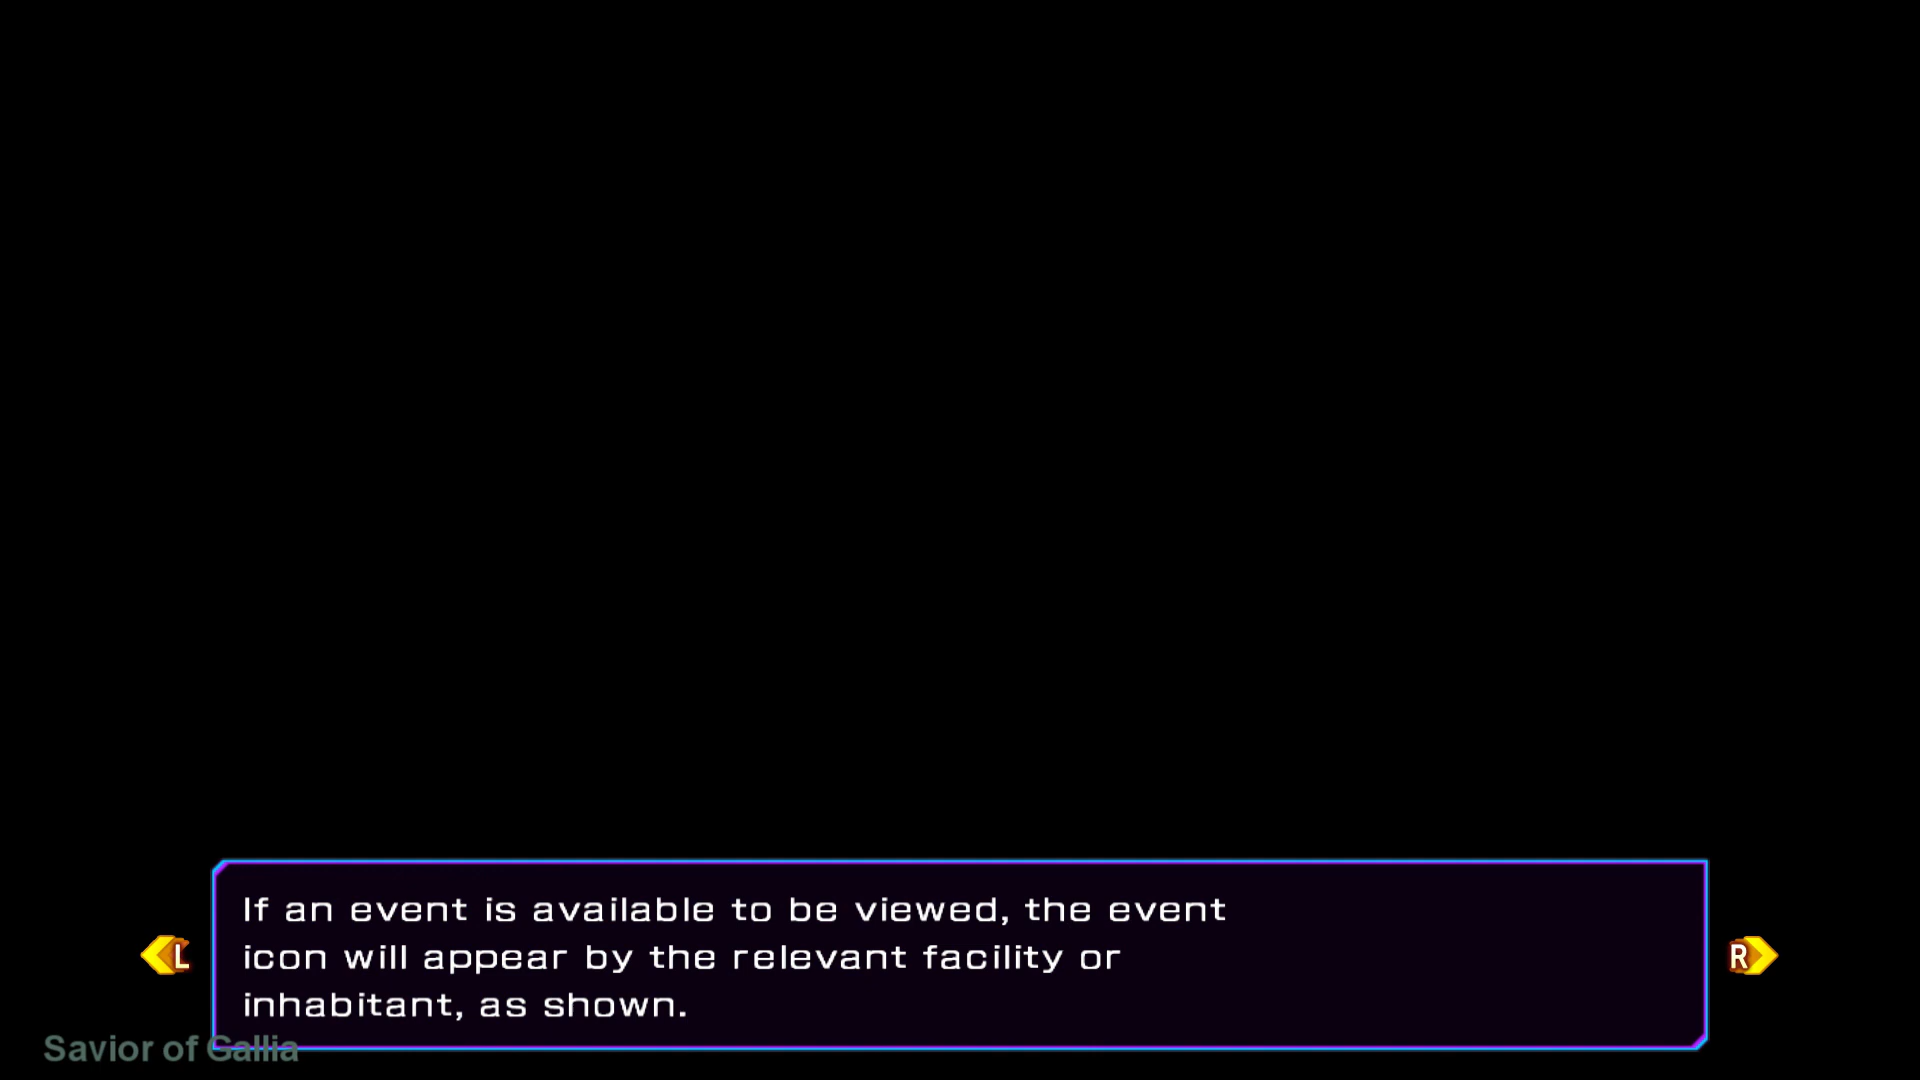 If an event is available to be viewed, the event
icon will appear by the relevant facility or
inhabitant, as shown.
L
R
Savior of Gallia